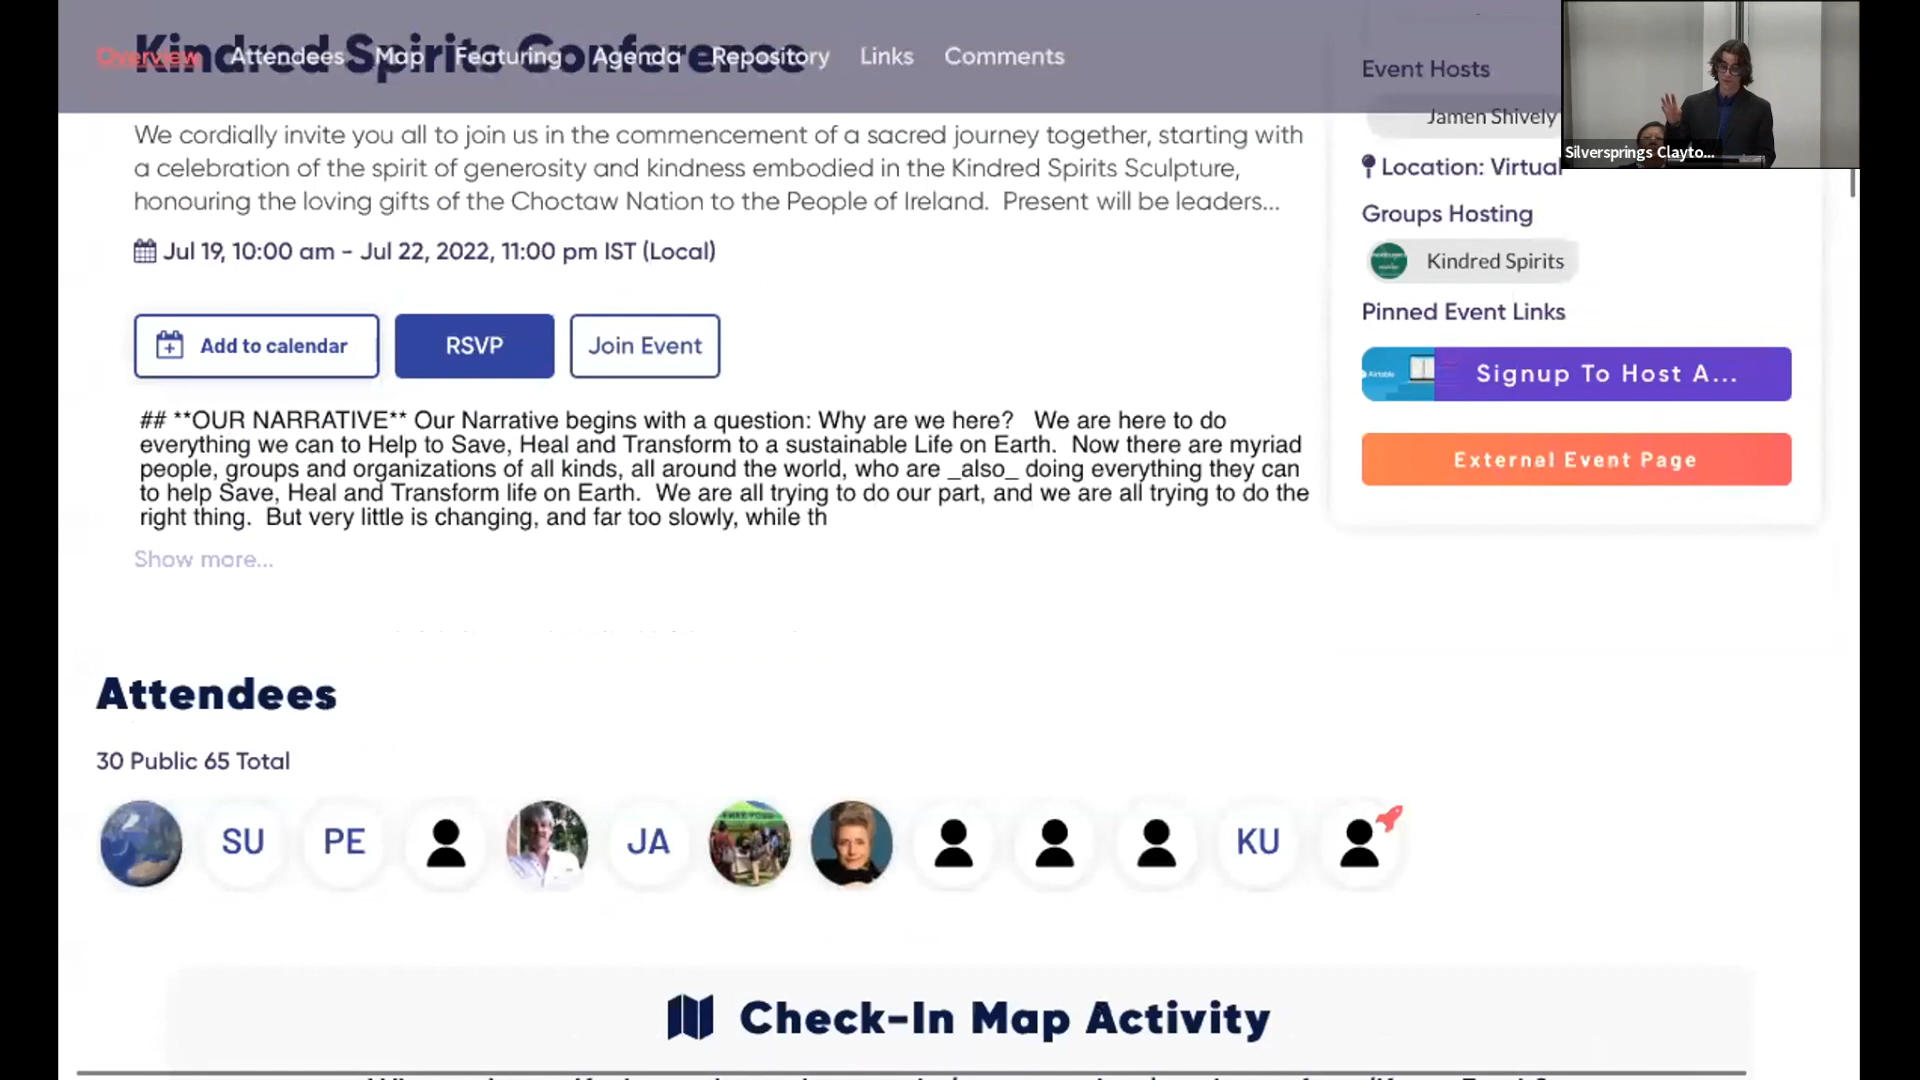 Kindred Spirits Conference
Overview Attendees Map Featuring Agenda Repository Links Comments
We cordially invite you all to join us in the commencement of a sacred journey together, starting with
a celebration of the spirit of generosity and kindness embodied in the Kindred Spirits Sculpture,
honouring the loving gifts of the Choctaw Nation to the People of Ireland.  Present will be leaders...
Jul 19, 10:00 am - Jul 22, 2022, 11:00 pm IST (Local)
Add to calendar
RSVP
Join Event
## **OUR NARRATIVE** Our Narrative begins with a question: Why are we here?   We are here to do
everything we can to Help to Save, Heal and Transform to a sustainable Life on Earth.  Now there are myriad
people, groups and organizations of all kinds, all around the world, who are _also_ doing everything they can
to help Save, Heal and Transform life on Earth.  We are all trying to do our part, and we are all trying to do the
right thing.  But very little is changing, and far too slowly, while th
Show more...
Event Hosts
Jamen Shively
Silversprings Clayto...
Location: Virtual
Groups Hosting
Kindred Spirits
Pinned Event Links
Airtable
Signup To Host A...
External Event Page
Attendees
30 Public 65 Total
SU
PE
JA
KU
Check-In Map Activity